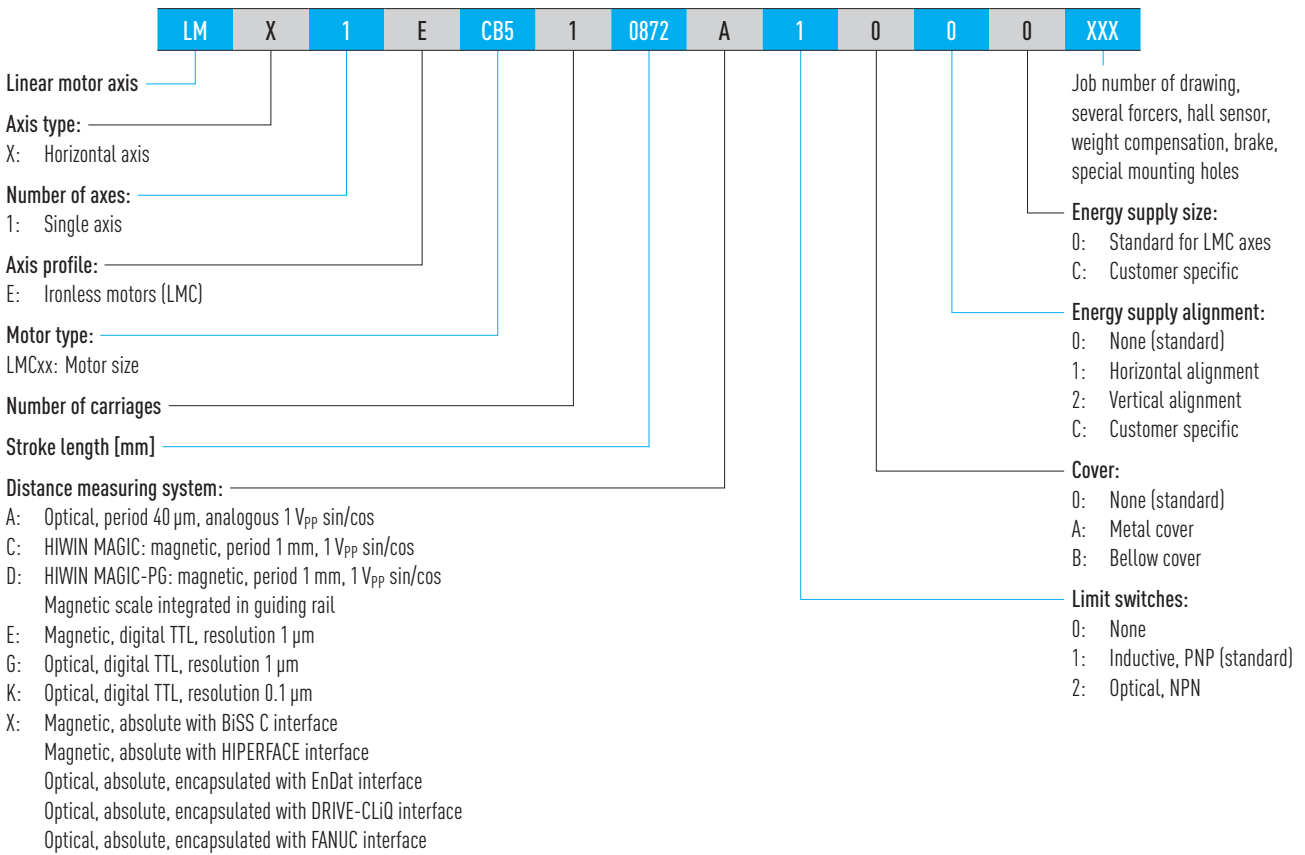 LM X 1 E CB5 1 0872 A 1 0 0 0 XXX
Linear motor axis
Axis type:
X: Horizontal axis
Number of axes:
1: Single axis
Axis profile:
E: Ironless motors (LMC)
Motor type:
LMCxx: Motor size
Number of carriages
Stroke length [mm]
Distance measuring system:
A: Optical, period 40 µm, analogous 1 VPP sin/cos
C: HIWIN MAGIC: magnetic, period 1 mm, 1 VPP sin/cos
D: HIWIN MAGIC-PG: magnetic, period 1 mm, 1 VPP sin/cos
Magnetic scale integrated in guiding rail
E: Magnetic, digital TTL, resolution 1 µm
G: Optical, digital TTL, resolution 1 µm
K: Optical, digital TTL, resolution 0.1 µm
X: Magnetic, absolute with BiSS C interface
Magnetic, absolute with HIPERFACE interface
Optical, absolute, encapsulated with EnDat interface
Optical, absolute, encapsulated with DRIVE-CLiQ interface
Optical, absolute, encapsulated with FANUC interface
Job number of drawing,
several forcers, hall sensor,
weight compensation, brake,
special mounting holes
Energy supply size:
0: Standard for LMC axes
C: Customer specific
Energy supply alignment:
0: None (standard)
1: Horizontal alignment
2: Vertical alignment
C: Customer specific
Cover:
0: None (standard)
A: Metal cover
B: Bellow cover
Limit switches:
0: None
1: Inductive, PNP (standard)
2: Optical, NPN